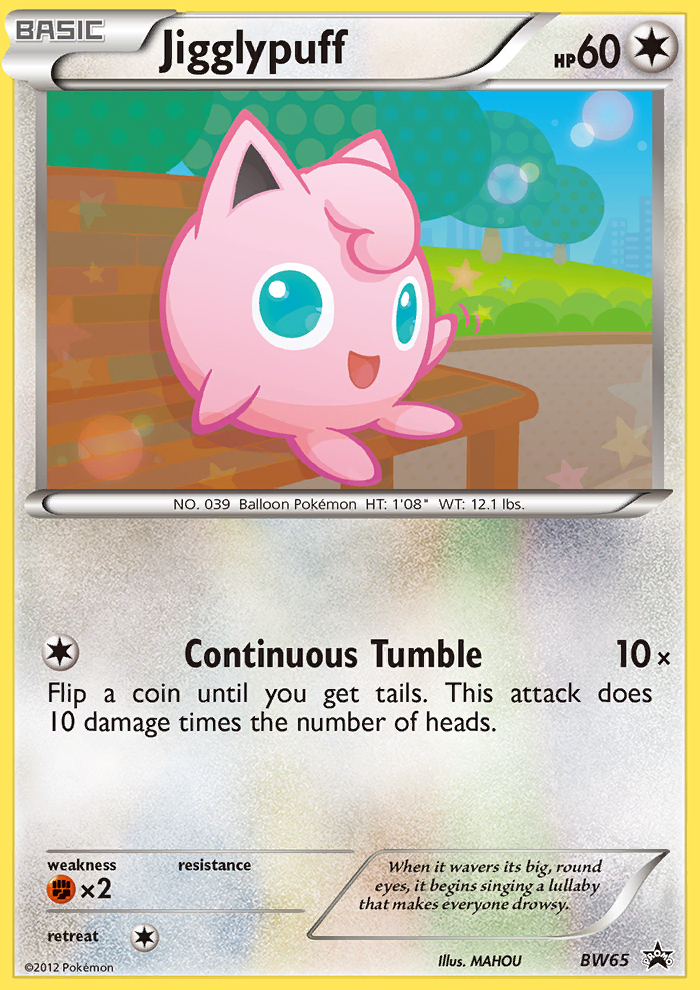 BASIC
Jigglypuff
HP60
NO. 039 Balloon Pokémon HT: 1'08" WT: 12.1 lbs.
Continuous Tumble 10×
Flip a coin until you get tails. This attack does
10 damage times the number of heads.
weakness resistance
×2
retreat
When it wavers its big, round
eyes, it begins singing a lullaby
that makes everyone drowsy.
©2012 Pokémon
Illus. MAHOU
BW65
PROMO